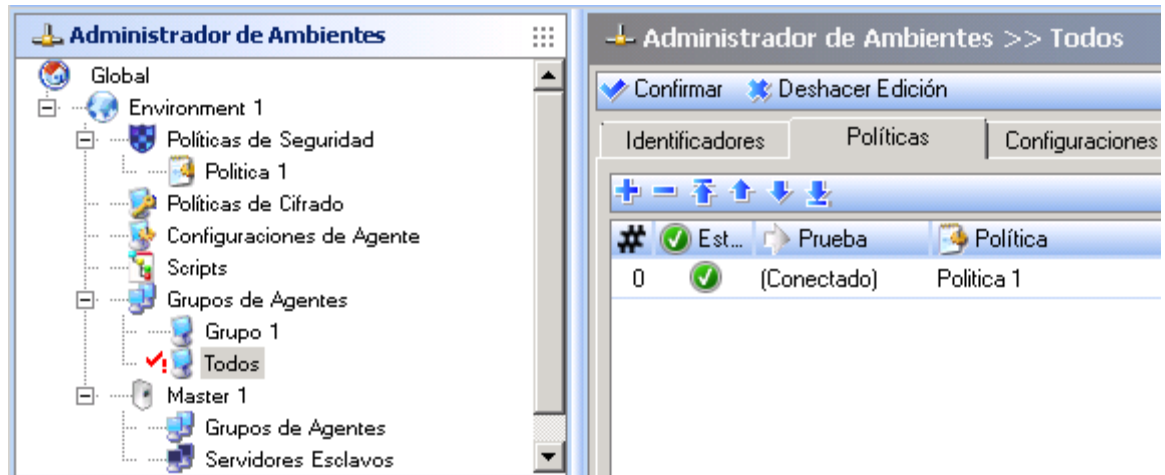 Administrador de Ambientes
Global
Environment 1
Políticas de Seguridad
Politica 1
Políticas de Cifrado
Configuraciones de Agente
Scripts
Grupos de Agentes
Grupo 1
Todos
Master 1
Grupos de Agentes
Servidores Esclavos
Administrador de Ambientes >> Todos
Confirmar Deshacer Edición
Identificadores Políticas Configuraciones
# Est... Prueba Política
0 (Conectado) Politica 1